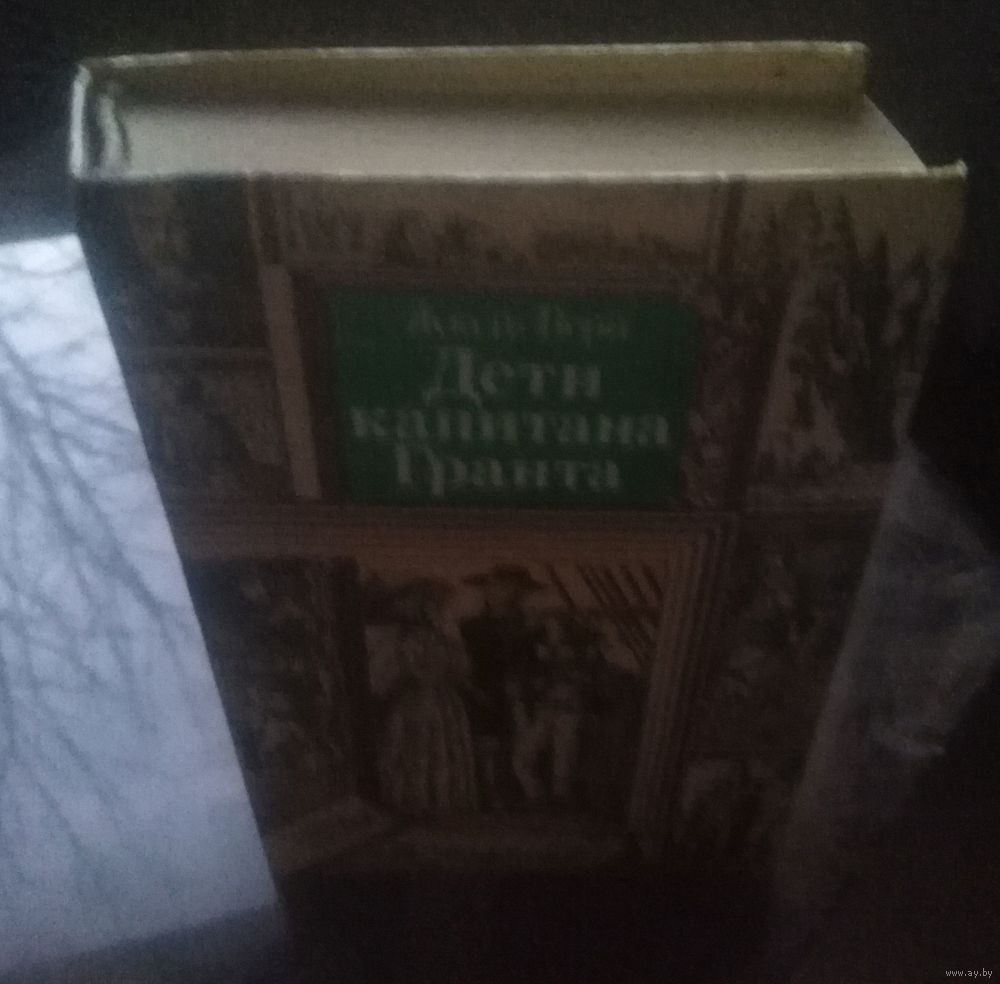 Жюль Верн
Дети
капитана
Гранта
www.ay.by